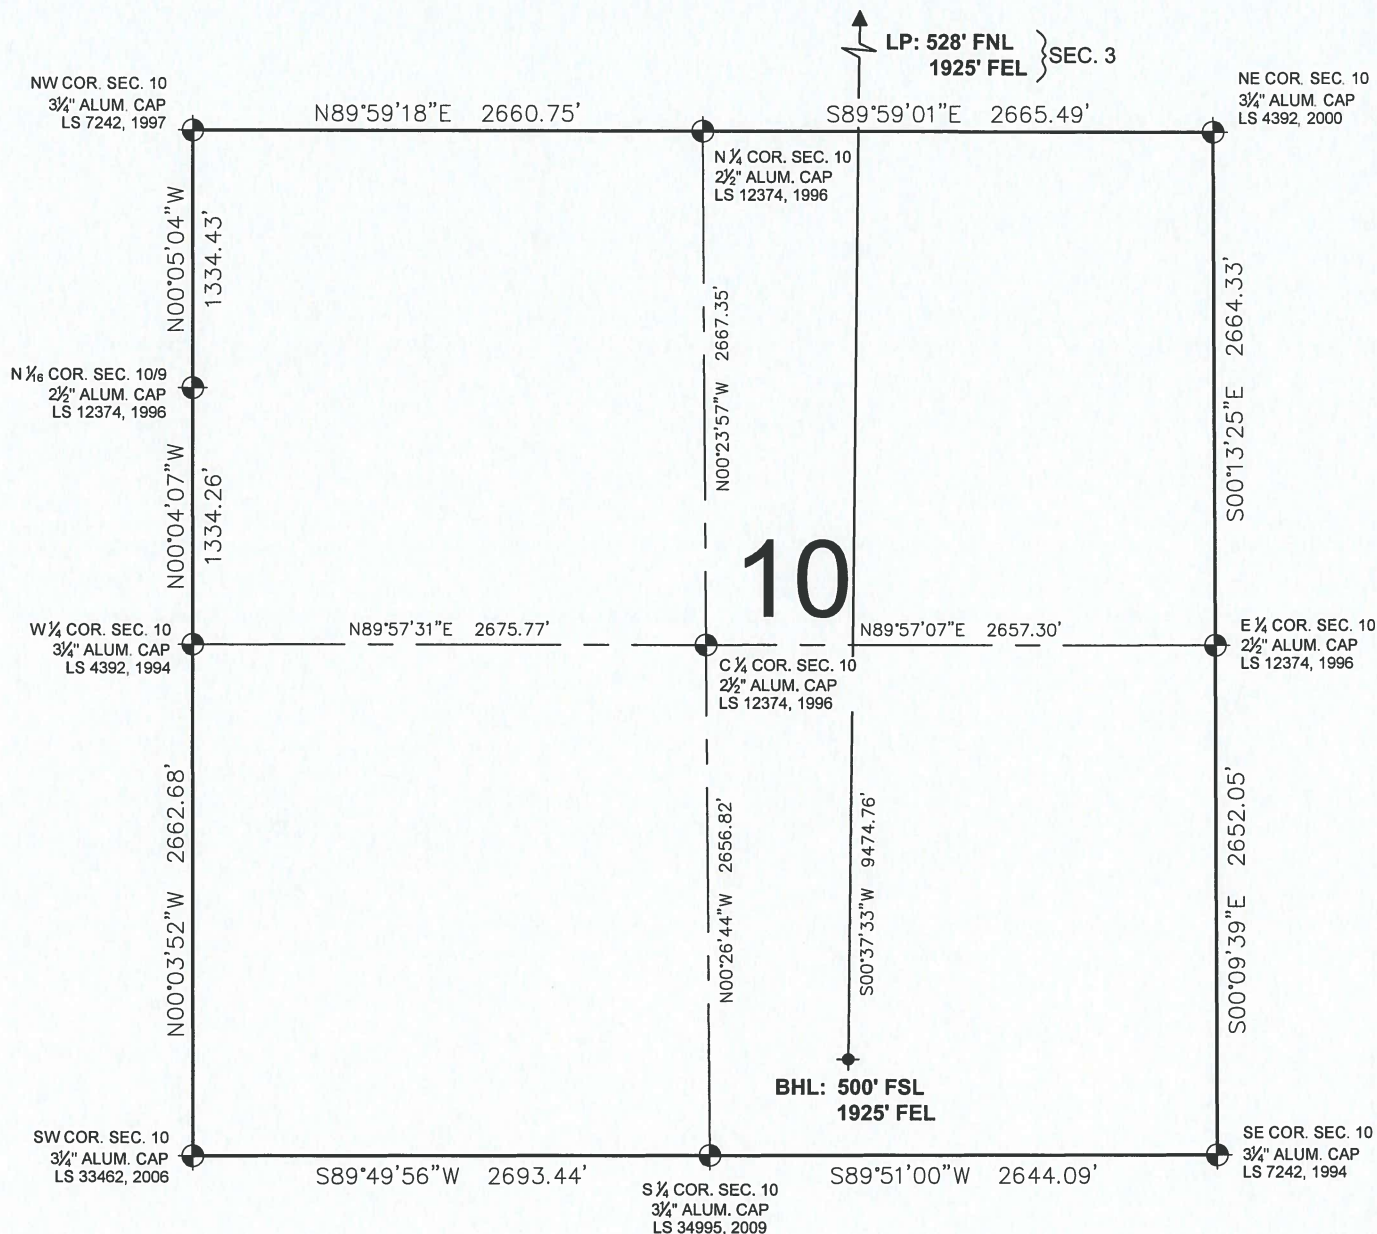 LP: 528' FNL
1925' FEL
SEC. 3
NW COR. SEC. 10
3¼" ALUM. CAP
LS 7242, 1997
N89°59'18"E 2660.75'
S89°59'01"E 2665.49'
NE COR. SEC. 10
3¼" ALUM. CAP
LS 4392, 2000
N ¼ COR. SEC. 10
2½" ALUM. CAP
LS 12374, 1996
N00°05'04"W
1334.43'
N00°23'57"W 2667.35'
S00°13'25"E 2664.33'
N 1/16 COR. SEC. 10/9
2½" ALUM. CAP
LS 12374, 1996
N00°04'07"W
1334.26'
10
W ¼ COR. SEC. 10
3¼" ALUM. CAP
LS 4392, 1994
N89°57'31"E 2675.77'
N89°57'07"E 2657.30'
E ¼ COR. SEC. 10
2½" ALUM. CAP
LS 12374, 1996
C ¼ COR. SEC. 10
2½" ALUM. CAP
LS 12374, 1996
N00°03'52"W 2662.68'
N00°26'44"W 2656.82'
S00°37'33"W 9474.76'
S00°09'39"E 2652.05'
BHL: 500' FSL
1925' FEL
SW COR. SEC. 10
3¼" ALUM. CAP
LS 33462, 2006
S89°49'56"W 2693.44'
S ¼ COR. SEC. 10
3¼" ALUM. CAP
LS 34995, 2009
S89°51'00"W 2644.09'
SE COR. SEC. 10
3¼" ALUM. CAP
LS 7242, 1994